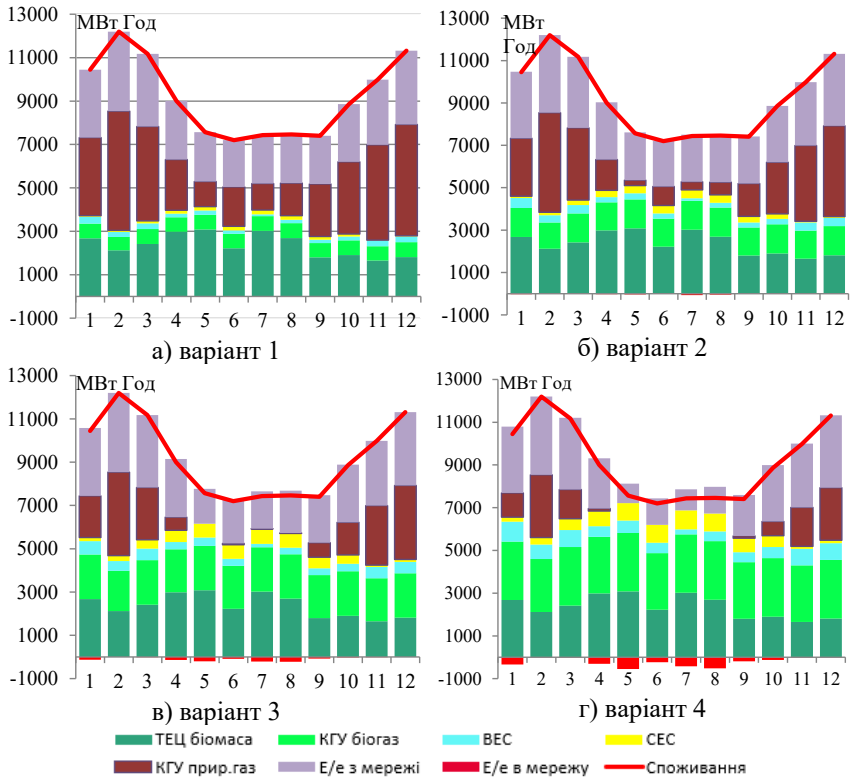 13000
11000
9000
7000
5000
3000
1000
-1000
МВт Год
1 2 3 4 5 6 7 8 9 10 11 12
а) варіант 1
13000
11000
9000
7000
5000
3000
1000
-1000
МВт
Год
1 2 3 4 5 6 7 8 9 10 11 12
б) варіант 2
13000
11000
9000
7000
5000
3000
1000
-1000
МВт Год
1 2 3 4 5 6 7 8 9 10 11 12
в) варіант 3
13000
11000
9000
7000
5000
3000
1000
-1000
МВт Год
1 2 3 4 5 6 7 8 9 10 11 12
г) варіант 4
ТЕЦ біомаса КГУ біогаз ВЕС СЕС
КГУ прир.газ Е/е з мережі Е/е в мережу Споживання